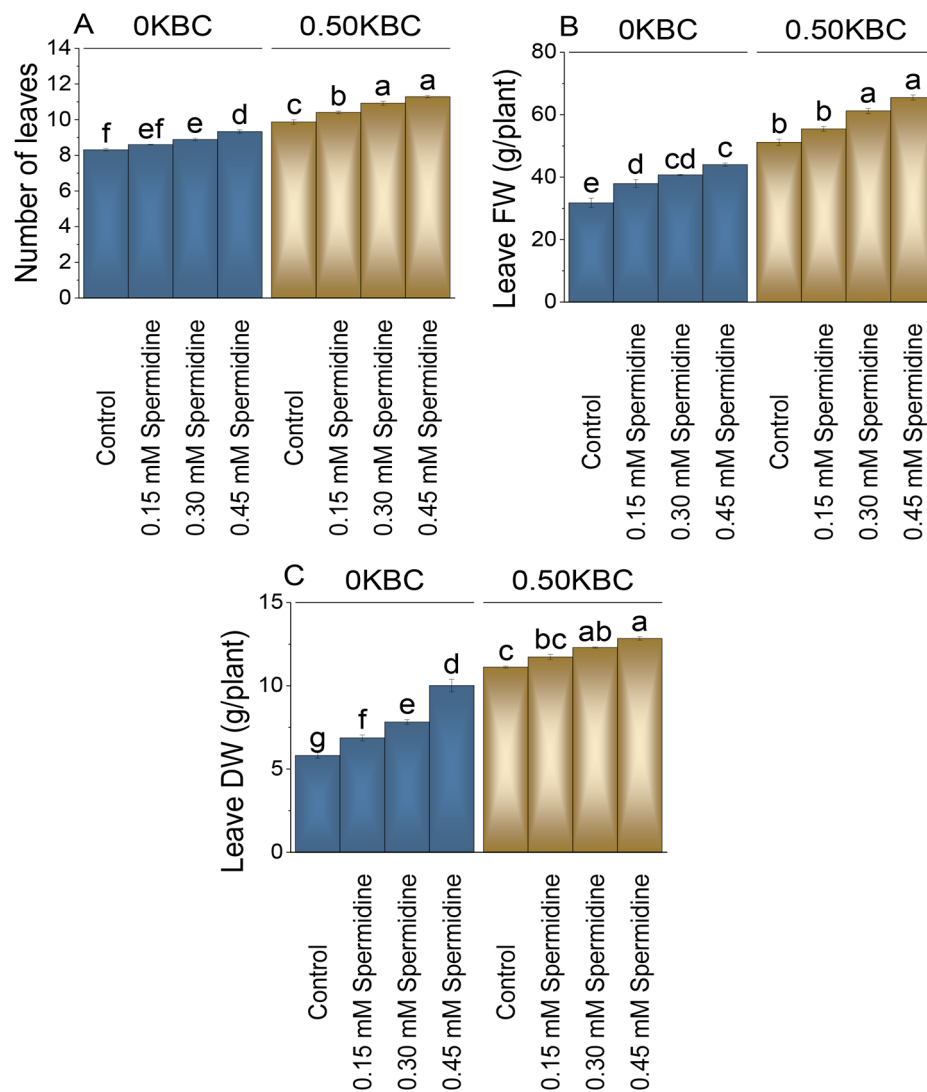 A
0KBC 0.50KBC
Number of leaves
14
12
10
8
6
4
2
0
f ef e d c b a a
Control
0.15 mM Spermidine
0.30 mM Spermidine
0.45 mM Spermidine
Control
0.15 mM Spermidine
0.30 mM Spermidine
0.45 mM Spermidine
B
0KBC 0.50KBC
Leave FW (g/plant)
80
60
40
20
0
e d cd c b b a a
Control
0.15 mM Spermidine
0.30 mM Spermidine
0.45 mM Spermidine
Control
0.15 mM Spermidine
0.30 mM Spermidine
0.45 mM Spermidine
C
0KBC 0.50KBC
Leave DW (g/plant)
15
10
5
0
g f e d c bc ab a
Control
0.15 mM Spermidine
0.30 mM Spermidine
0.45 mM Spermidine
Control
0.15 mM Spermidine
0.30 mM Spermidine
0.45 mM Spermidine